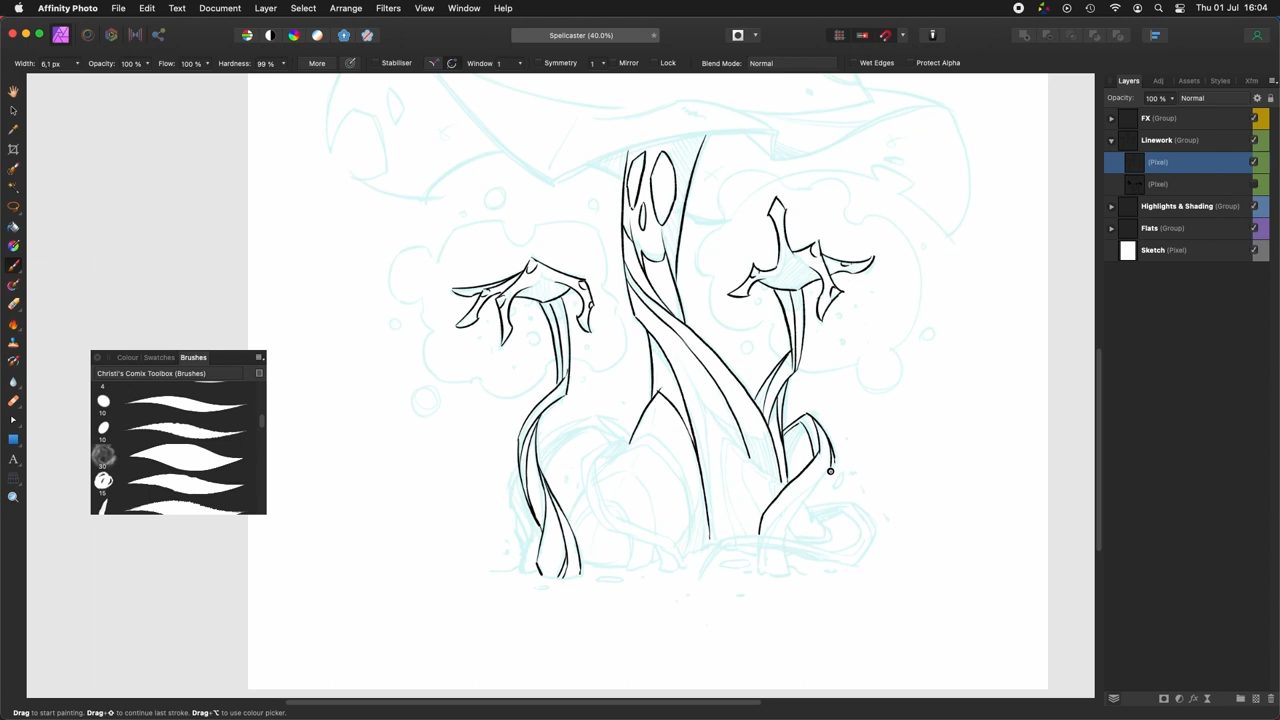 Affinity Photo File Edit Text Document Layer Select Arrange Filters View Window Help Thu 01 Jul 16:04
Spellcaster (40.0%)
Width: 6,1 px Opacity: 100 % Flow: 100 % Hardness: 99 % More Stabiliser Window 1 Symmetry 1 Mirror Lock Blend Mode: Normal Wet Edges Protect Alpha
Layers Adj Assets Styles Xfm
Opacity: 100 % Normal
FX (Group)
Linework (Group)
(Pixel)
(Pixel)
Highlights & Shading (Group)
Flats (Group)
Sketch (Pixel)
Colour Swatches Brushes
Christi's Comix Toolbox (Brushes)
4
10
10
30
15
Drag to start painting. Drag+⇧ to continue last stroke. Drag+⌥ to use colour picker.